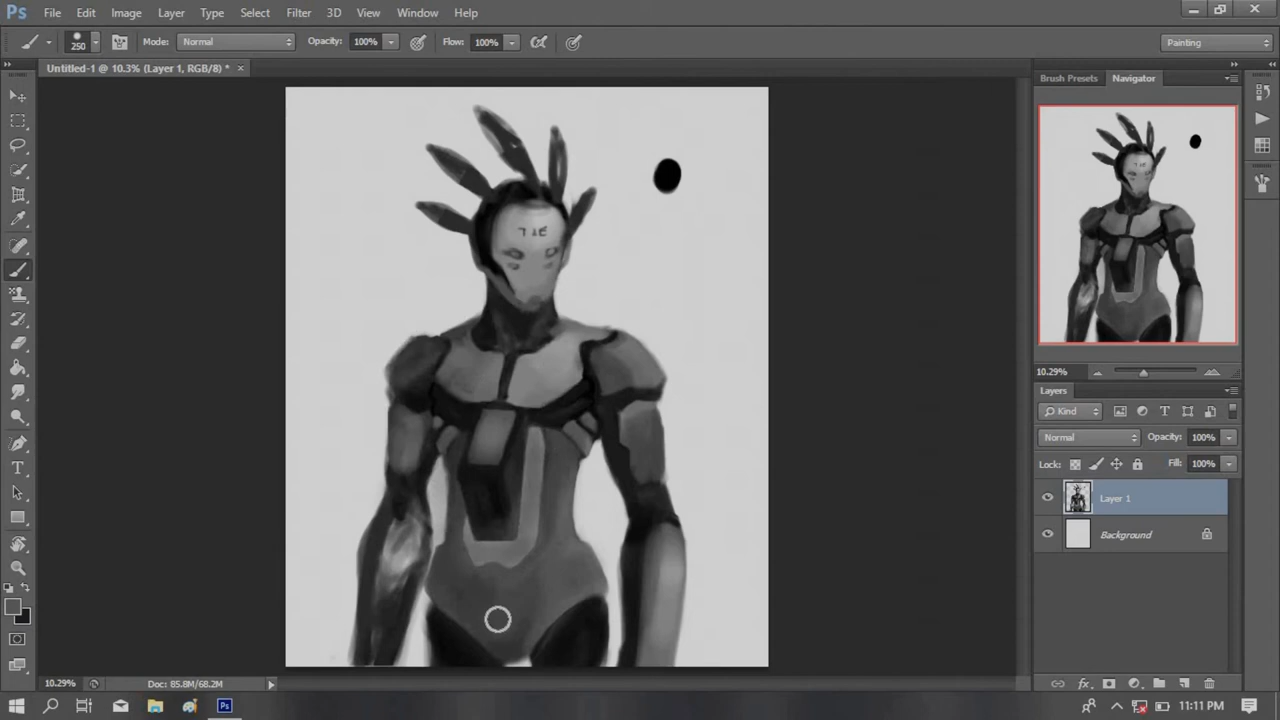 Ps File Edit Image Layer Type Select Filter 3D View Window Help
250 Mode: Normal Opacity: 100% Flow: 100% Painting
Untitled-1 @ 10.3% (Layer 1, RGB/8) * ×
Brush Presets Navigator
10.29%
Layers
Kind
Normal Opacity: 100%
Lock: Fill: 100%
Layer 1
Background
10.29% Doc: 85.8M/68.2M
Ps 11:11 PM